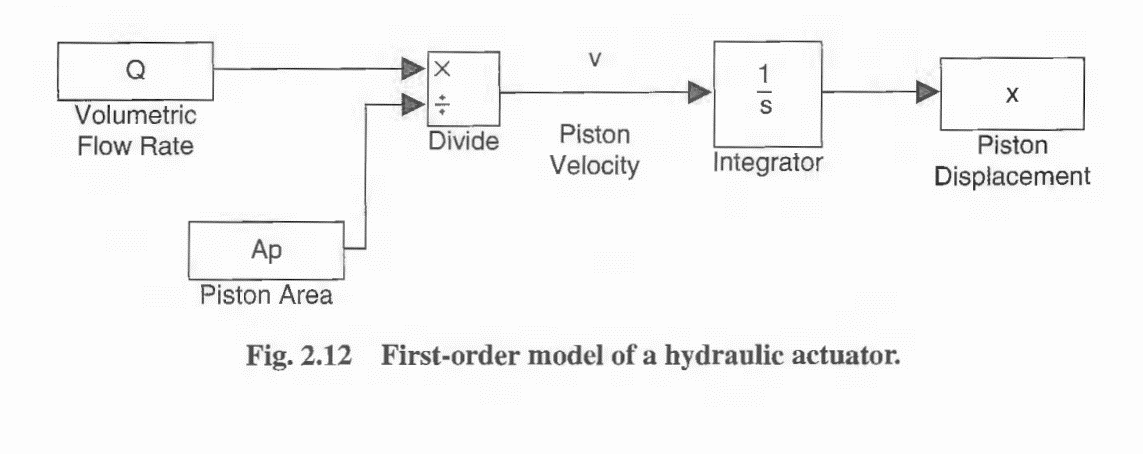 Q
Volumetric
Flow Rate
×
÷
Divide
v
Piston
Velocity
1
s
Integrator
x
Piston
Displacement
Ap
Piston Area
Fig. 2.12 First-order model of a hydraulic actuator.